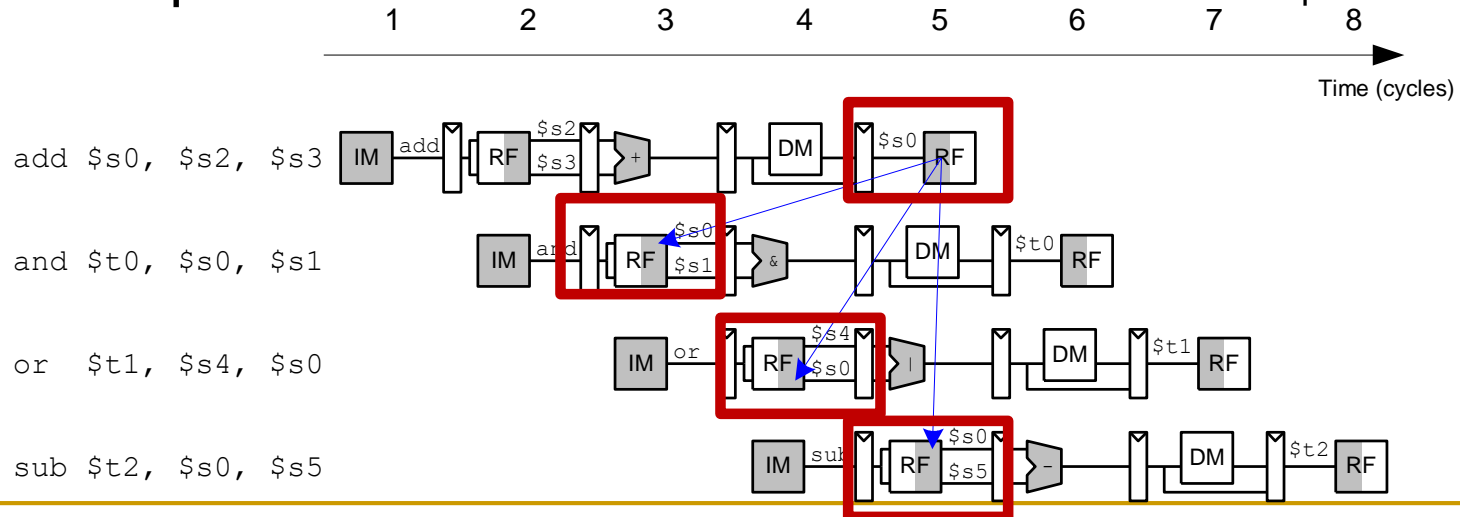 1 2 3 4 5 6 7 8
Time (cycles)
add $s0, $s2, $s3 IM add RF $s2 $s3 + DM $s0 RF
and $t0, $s0, $s1 IM and RF $s0 $s1 & DM $t0 RF
or $t1, $s4, $s0 IM or RF $s4 $s0 | DM $t1 RF
sub $t2, $s0, $s5 IM sub RF $s0 $s5 - DM $t2 RF